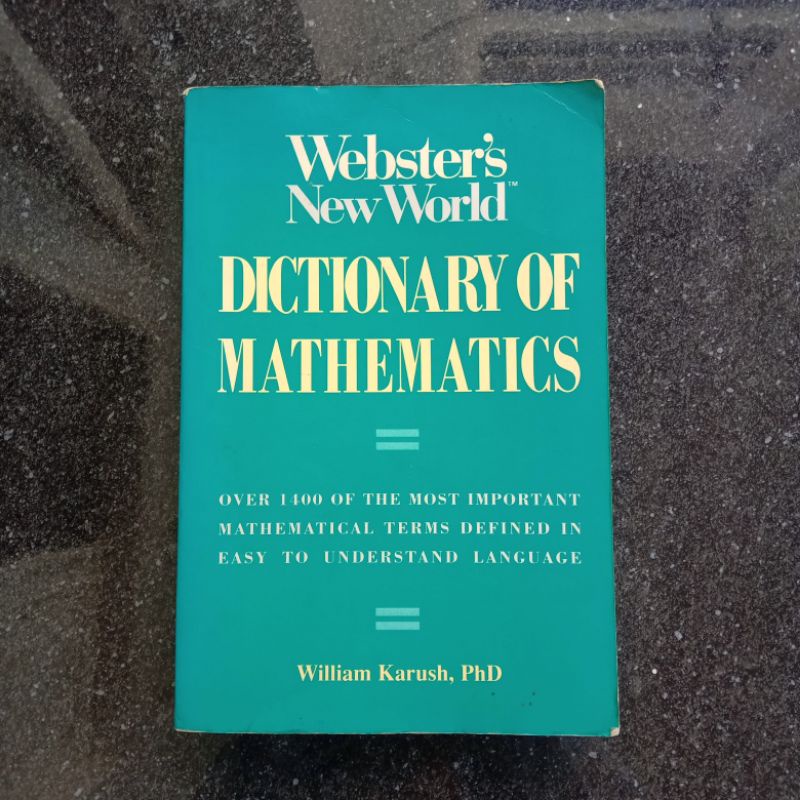 Webster's
New World™
DICTIONARY OF
MATHEMATICS
OVER 1400 OF THE MOST IMPORTANT
MATHEMATICAL TERMS DEFINED IN
EASY TO UNDERSTAND LANGUAGE
William Karush, PhD